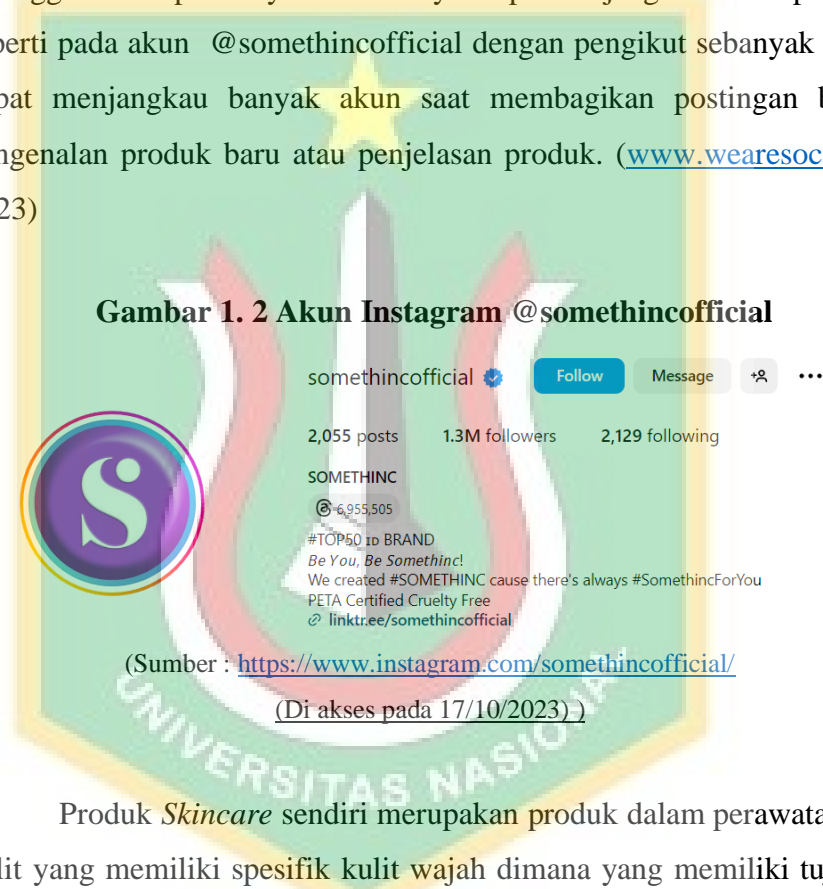 perti pada akun @somethincofficial dengan pengikut sebanyak
pat menjangkau banyak akun saat membagikan postingan
ngenalan produk baru atau penjelasan produk. (www.wearesoc
23)
Gambar 1. 2 Akun Instagram @somethincofficial
somethincofficial Follow Message
2,055 posts 1.3M followers 2,129 following
SOMETHINC
6,955,505
#TOP50 ID BRAND
Be You, Be Somethinc!
We created #SOMETHINC cause there's always #SomethincForYou
PETA Certified Cruelty Free
linktr.ee/somethincofficial
S
(Sumber : https://www.instagram.com/somethincofficial/
(Di akses pada 17/10/2023) )
UNIVERSITAS NASIONAL
Produk Skincare sendiri merupakan produk dalam perawata
lit yang memiliki spesifik kulit wajah dimana yang memiliki tuj